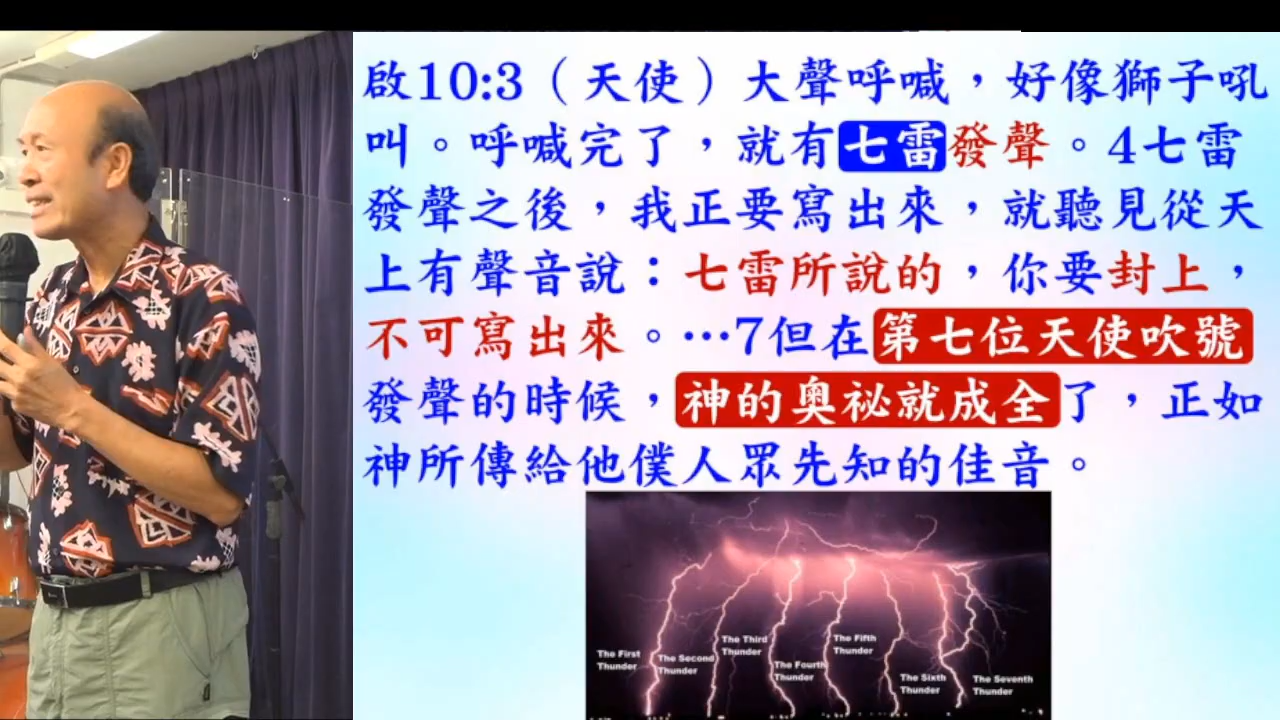 啟10:3（天使）大聲呼喊，好像獅子吼
叫。呼喊完了，就有七雷發聲。4七雷
發聲之後，我正要寫出來，就聽見從天
上有聲音說：七雷所說的，你要封上，
不可寫出來。…7但在第七位天使吹號
發聲的時候，神的奧祕就成全了，正如
神所傳給他僕人眾先知的佳音。
The First
Thunder
The Second
Thunder
The Third
Thunder
The Fourth
Thunder
The Fifth
Thunder
The Sixth
Thunder
The Seventh
Thunder